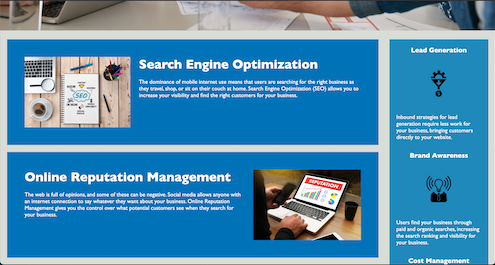 Search Engine Optimization
The dominance of mobile internet use means that users are searching for the right business as
they travel, shop, or sit on their couch at home. Search Engine Optimization (SEO) allows you to
increase your visibility and find the right customers for your business.
SEO
Online Reputation Management
The web is full of opinions, and some of these can be negative. Social media allows anyone with
an internet connection to say whatever they want about your business. Online Reputation
Management gives you the control over what potential customers see when they search for
your business.
REPUTATION
Lead Generation
Inbound strategies for lead
generation require less work for
your business, bringing customers
directly to your website.
Brand Awareness
Users find your business through
paid and organic searches, increasing
the search ranking and visibility for
your business.
Cost Management